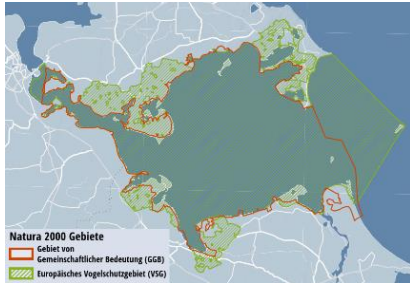 Natura 2000 Gebiete
Gebiet von
Gemeinschaftlicher Bedeutung (GGB)
Europäisches Vogelschutzgebiet (VSG)